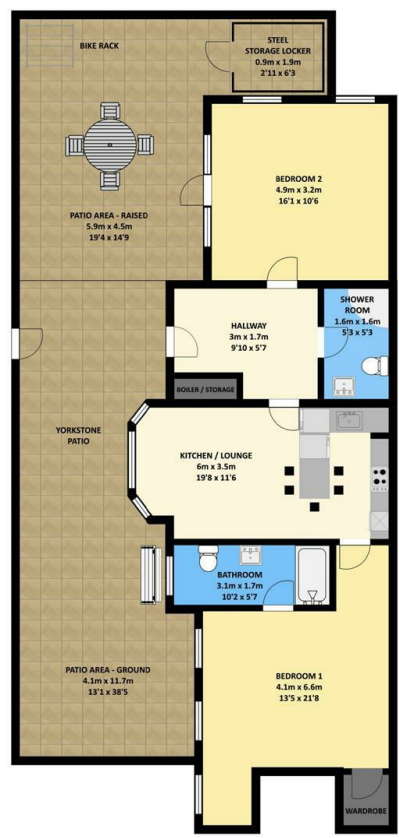 BIKE RACK
STEEL
STORAGE LOCKER
0.9m x 1.9m
2'11 x 6'3
BEDROOM 2
4.9m x 3.2m
16'1 x 10'6
PATIO AREA - RAISED
5.9m x 4.5m
19'4 x 14'9
HALLWAY
3m x 1.7m
9'10 x 5'7
SHOWER
ROOM
1.6m x 1.6m
5'3 x 5'3
BOILER / STORAGE
YORKSTONE
PATIO
KITCHEN / LOUNGE
6m x 3.5m
19'8 x 11'6
BATHROOM
3.1m x 1.7m
10'2 x 5'7
PATIO AREA - GROUND
4.1m x 11.7m
13'1 x 38'5
BEDROOM 1
4.1m x 6.6m
13'5 x 21'8
WARDROBE